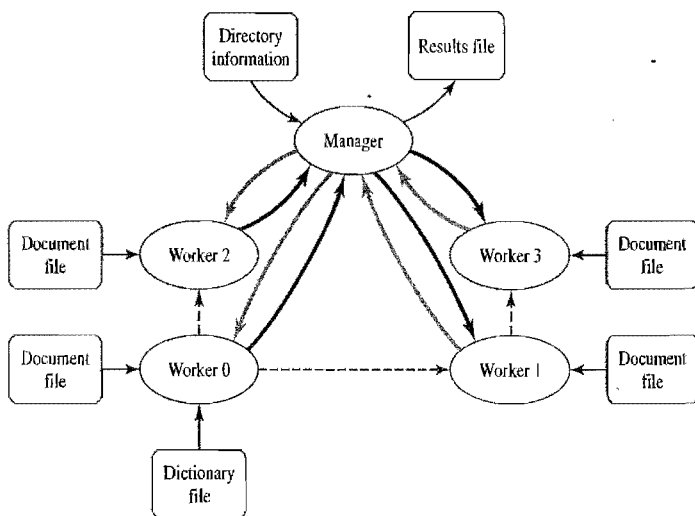 Directory
information
Results file
Manager
Document
file
Worker 2
Worker 3
Document
file
Document
file
Worker 0
Worker 1
Document
file
Dictionary
file